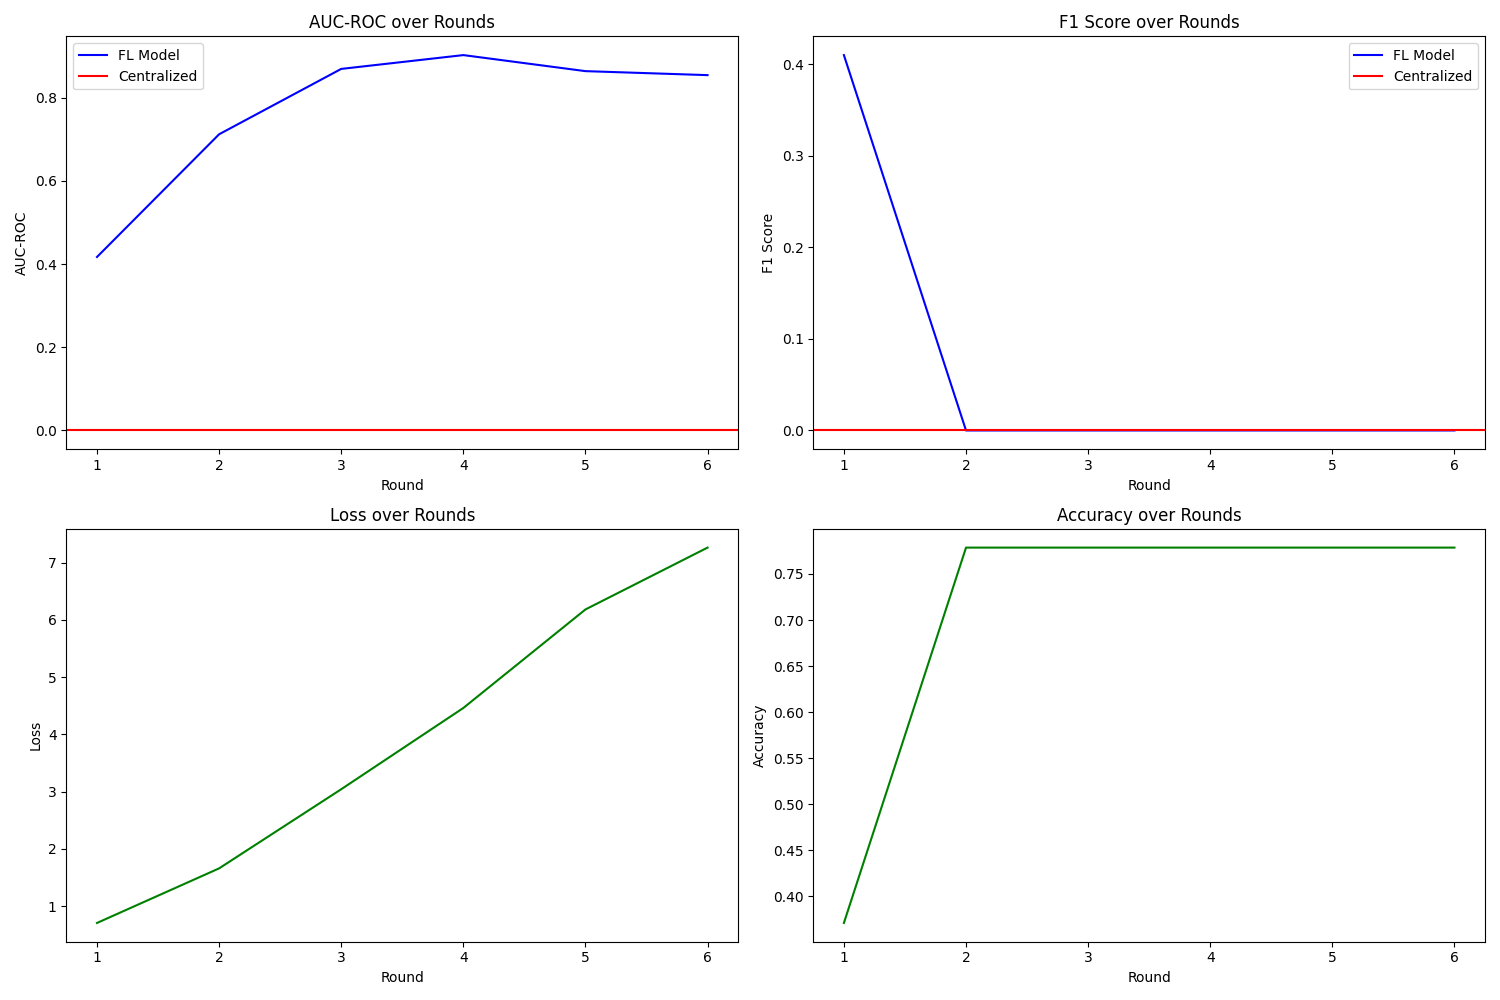 AUC-ROC over Rounds
FL Model
Centralized
AUC-ROC
0.8
0.6
0.4
0.2
0.0
1 2 3 4 5 6
Round
F1 Score over Rounds
FL Model
Centralized
F1 Score
0.4
0.3
0.2
0.1
0.0
1 2 3 4 5 6
Round
Loss over Rounds
Loss
7
6
5
4
3
2
1
1 2 3 4 5 6
Round
Accuracy over Rounds
Accuracy
0.75
0.70
0.65
0.60
0.55
0.50
0.45
0.40
1 2 3 4 5 6
Round